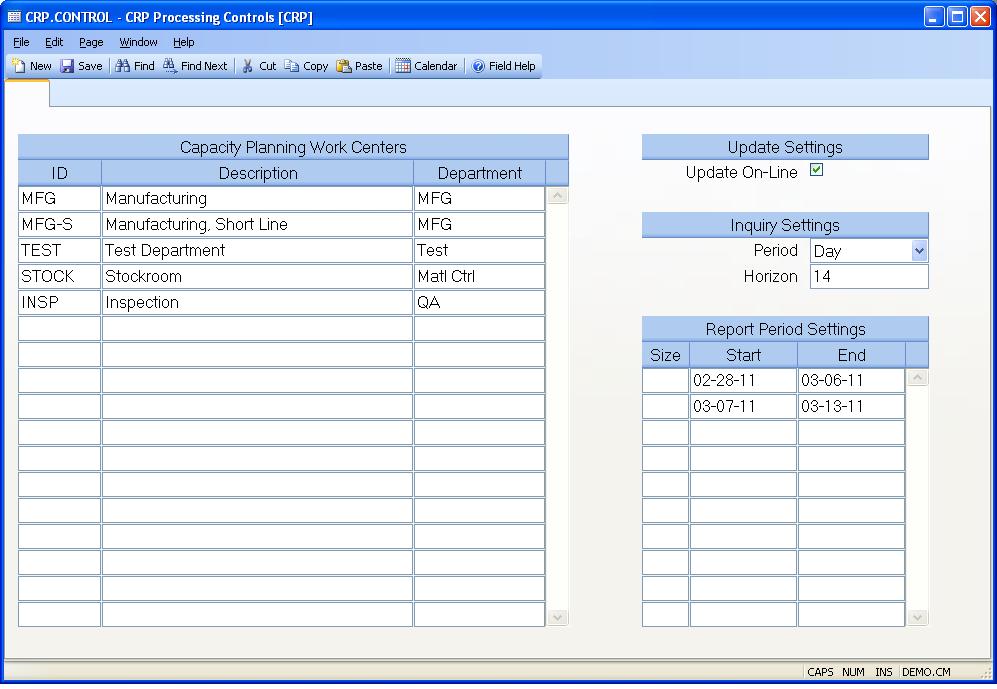 CRP.CONTROL - CRP Processing Controls [CRP]
File Edit Page Window Help
New Save Find Find Next Cut Copy Paste Calendar Field Help
Capacity Planning Work Centers
ID Description Department
MFG Manufacturing MFG
MFG-S Manufacturing, Short Line MFG
TEST Test Department Test
STOCK Stockroom Matl Ctrl
INSP Inspection QA
Update Settings
Update On-Line
Inquiry Settings
Period Day
Horizon 14
Report Period Settings
Size Start End
02-28-11 03-06-11
03-07-11 03-13-11
CAPS NUM INS DEMO.CM